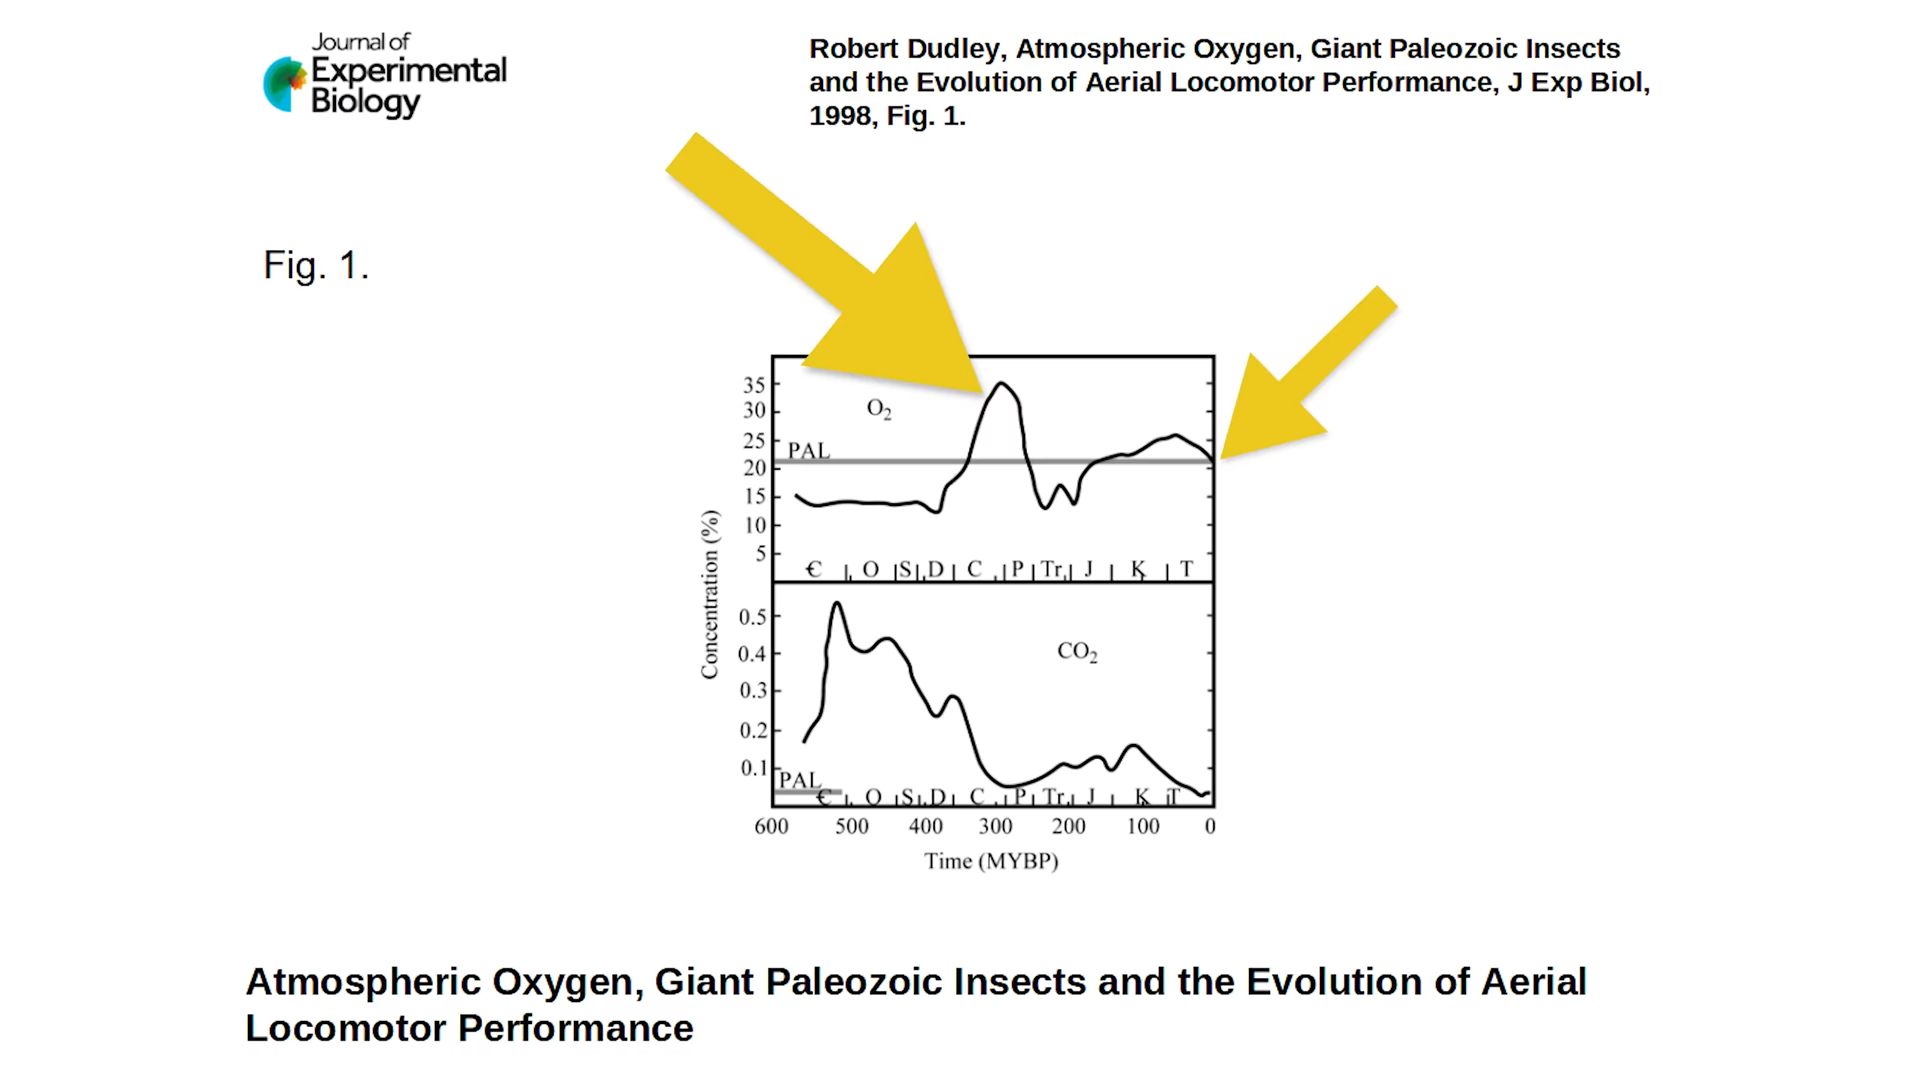 Journal of
Experimental
Biology
Robert Dudley, Atmospheric Oxygen, Giant Paleozoic Insects
and the Evolution of Aerial Locomotor Performance, J Exp Biol,
1998, Fig. 1.
Fig. 1.
35
30
25
20
15
10
5
O₂
PAL
Є O S D C P Tr J K T
Concentration (%)
0.5
0.4
0.3
0.2
0.1
CO₂
PAL
Є O S D C P Tr J K T
600 500 400 300 200 100 0
Time (MYBP)
Atmospheric Oxygen, Giant Paleozoic Insects and the Evolution of Aerial
Locomotor Performance